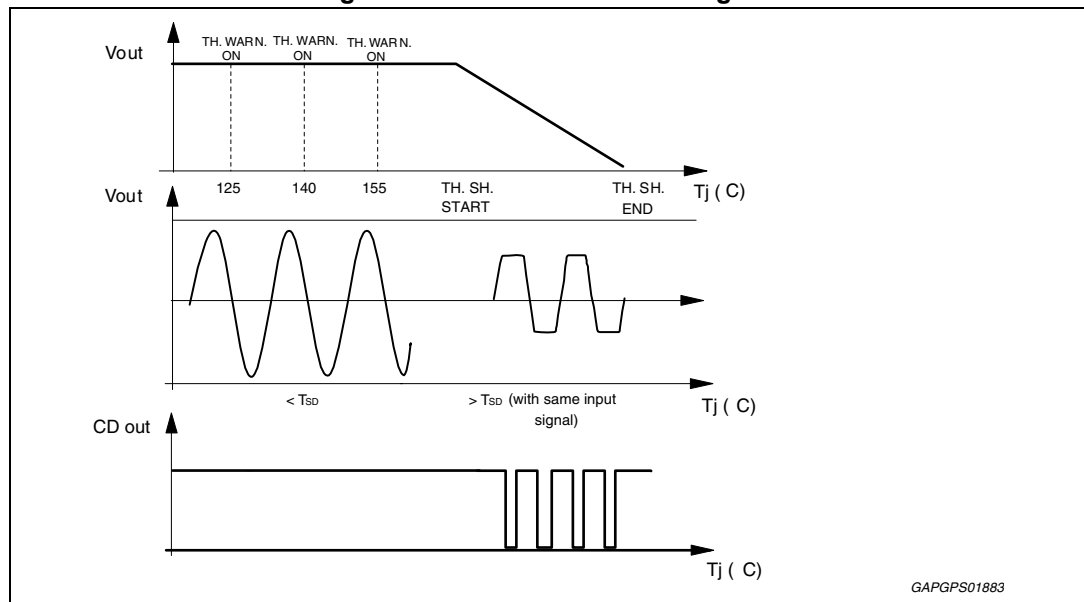 Vout
TH. WARN. ON
TH. WARN. ON
TH. WARN. ON
125 140 155 TH. SH. START TH. SH. END Tj ( C)
Vout
< TSD > TSD (with same input signal) Tj ( C)
CD out
Tj ( C)
GAPGPS01883